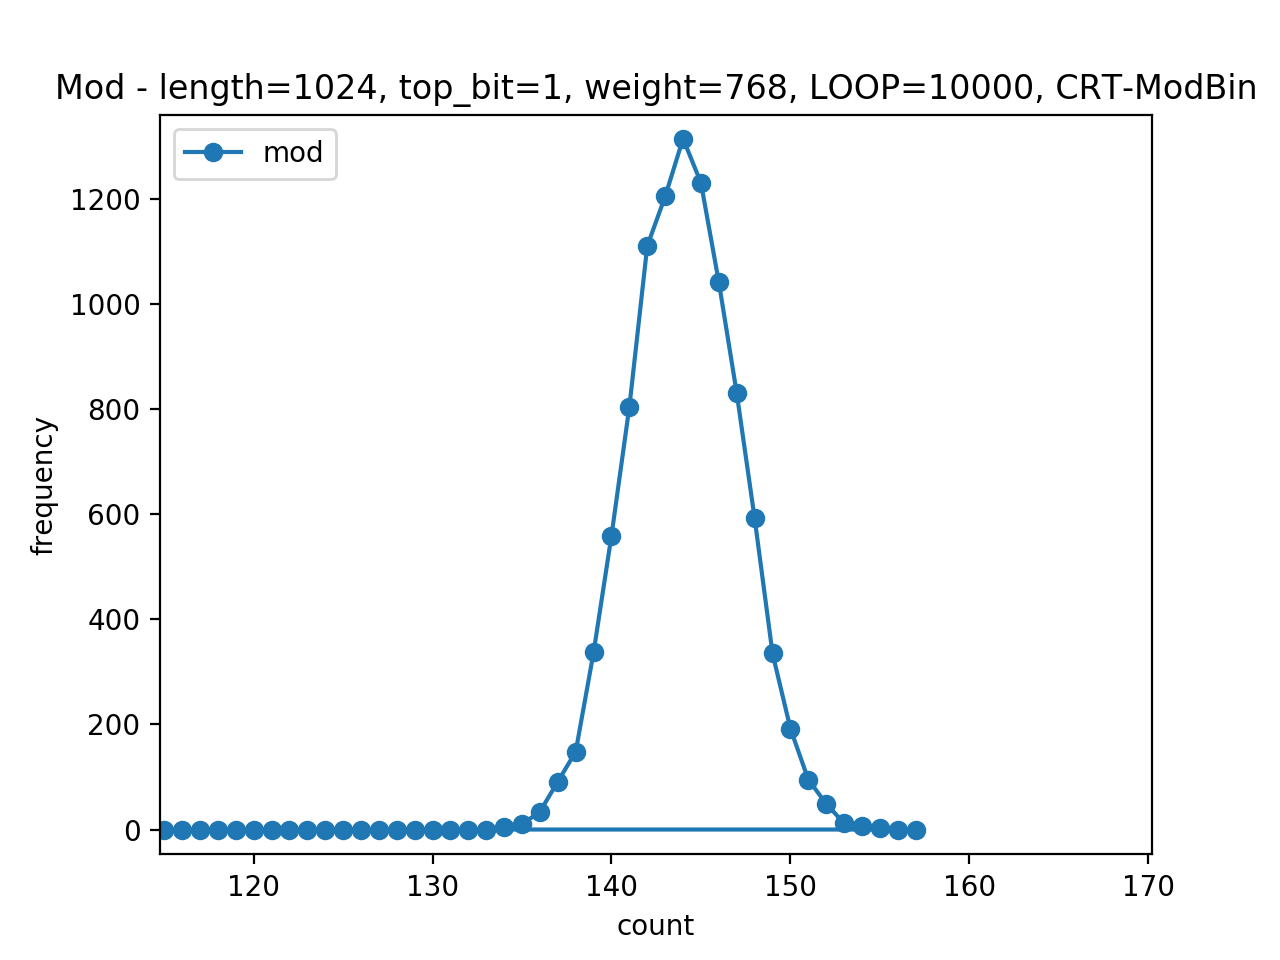 Mod - length=1024, top_bit=1, weight=768, LOOP=10000, CRT-ModBin
mod
1200
1000
800
600
400
200
0
frequency
120 130 140 150 160 170
count